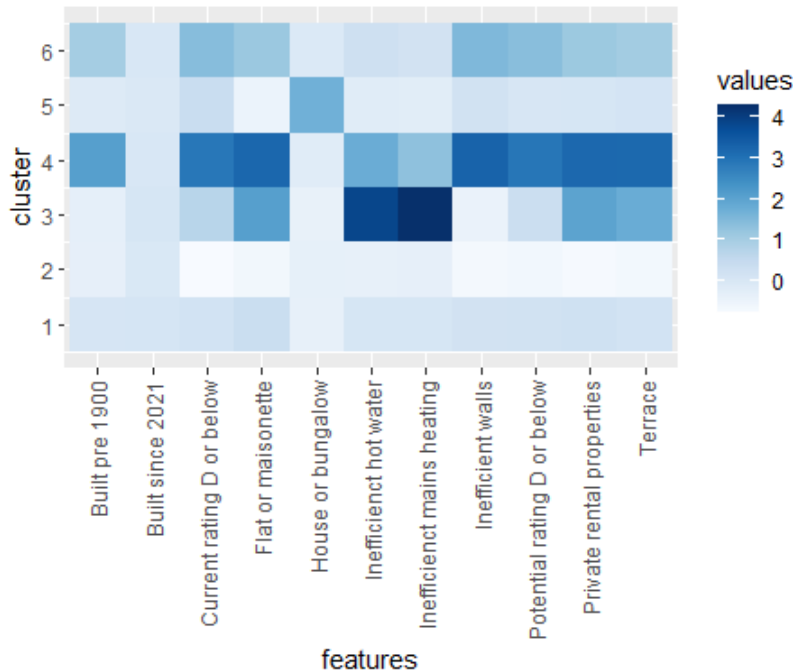 values
4
3
2
1
0
cluster
6
5
4
3
2
1
Built pre 1900
Built since 2021
Current rating D or below
Flat or maisonette
House or bungalow
Inefficienct hot water
Inefficienct mains heating
Inefficient walls
Potential rating D or below
Private rental properties
Terrace
features